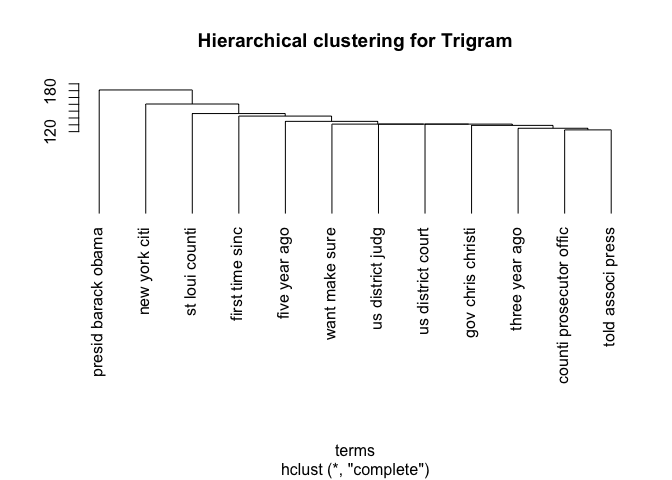 Hierarchical clustering for Trigram
180
120
presid barack obama
new york citi
st loui counti
first time sinc
five year ago
want make sure
us district judg
us district court
gov chris christi
three year ago
counti prosecutor offic
told associ press
terms
hclust (*, "complete")